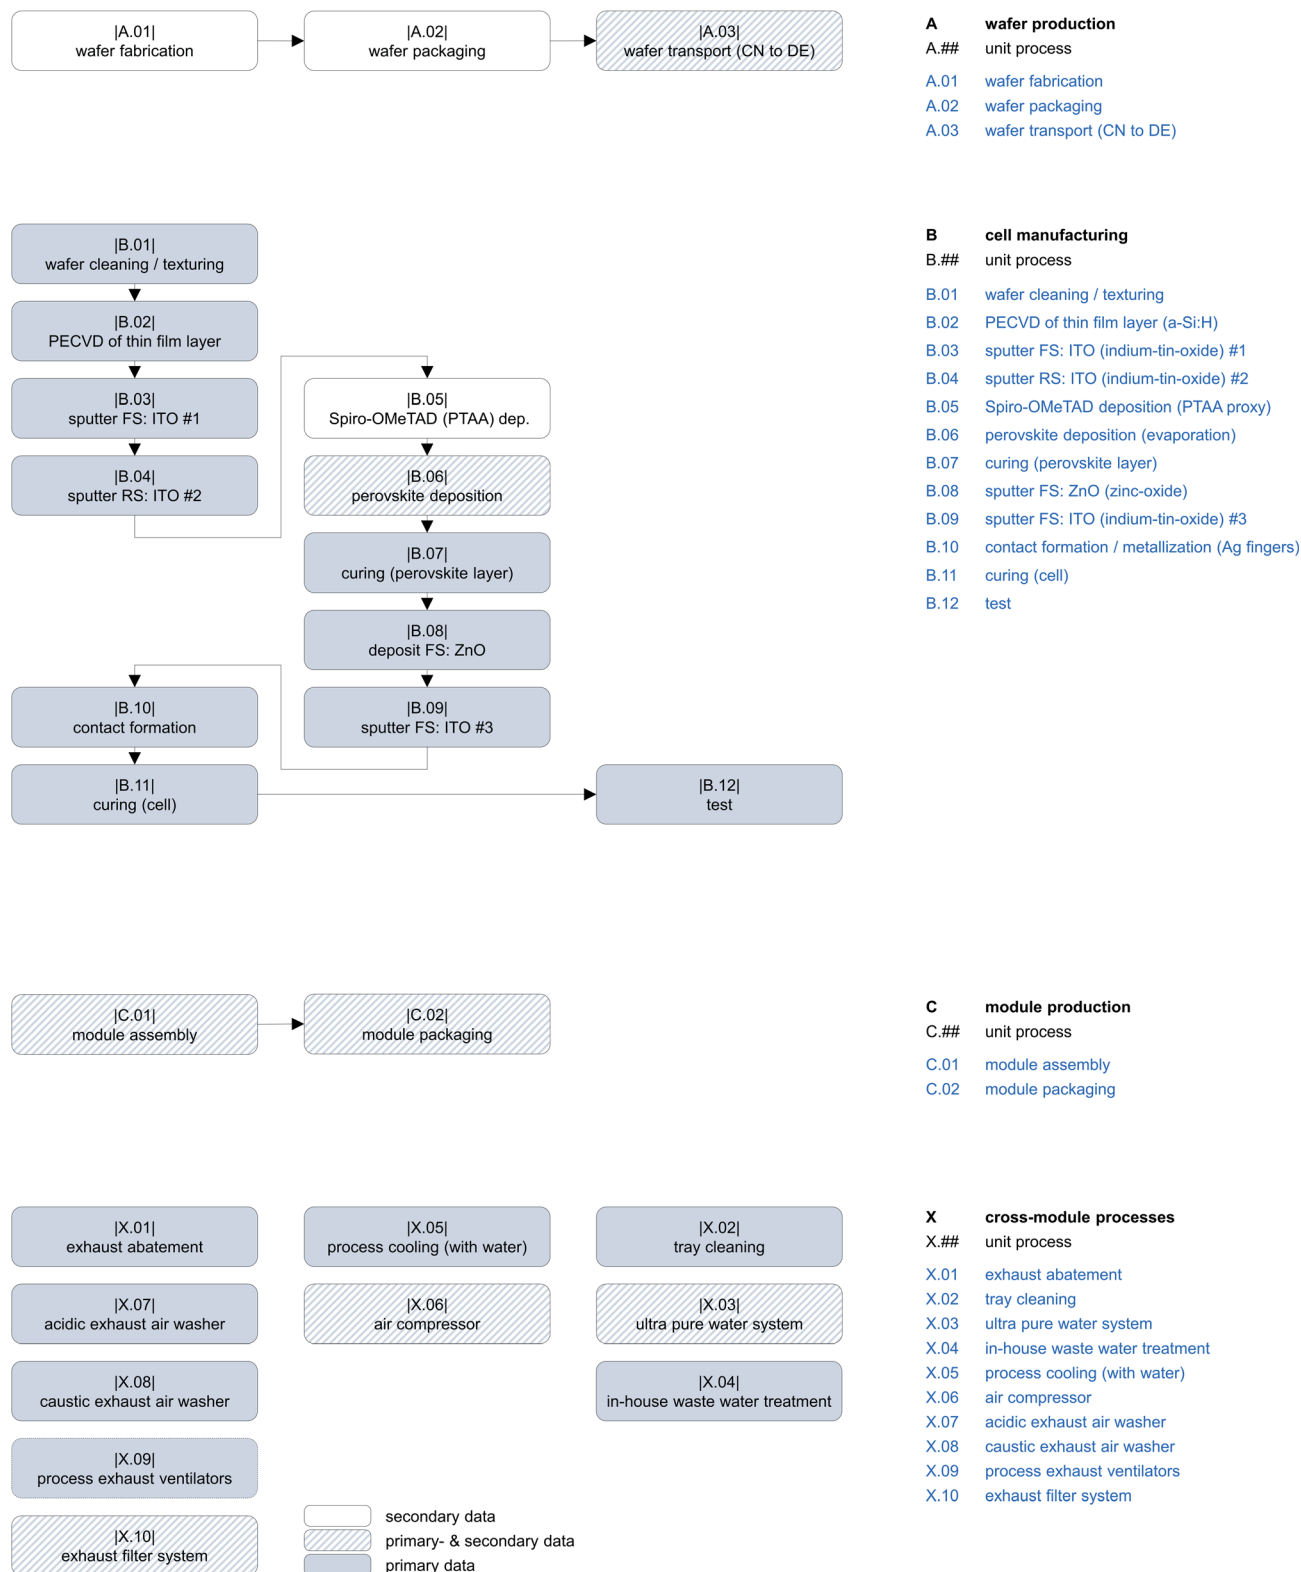 |A.01|
wafer fabrication
|A.02|
wafer packaging
|A.03|
wafer transport (CN to DE)
A wafer production
A.## unit process
A.01 wafer fabrication
A.02 wafer packaging
A.03 wafer transport (CN to DE)
|B.01|
wafer cleaning / texturing
|B.02|
PECVD of thin film layer
|B.03|
sputter FS: ITO #1
|B.04|
sputter RS: ITO #2
|B.05|
Spiro-OMeTAD (PTAA) dep.
|B.06|
perovskite deposition
|B.07|
curing (perovskite layer)
|B.08|
deposit FS: ZnO
|B.09|
sputter FS: ITO #3
|B.10|
contact formation
|B.11|
curing (cell)
|B.12|
test
B cell manufacturing
B.## unit process
B.01 wafer cleaning / texturing
B.02 PECVD of thin film layer (a-Si:H)
B.03 sputter FS: ITO (indium-tin-oxide) #1
B.04 sputter RS: ITO (indium-tin-oxide) #2
B.05 Spiro-OMeTAD deposition (PTAA proxy)
B.06 perovskite deposition (evaporation)
B.07 curing (perovskite layer)
B.08 sputter FS: ZnO (zinc-oxide)
B.09 sputter FS: ITO (indium-tin-oxide) #3
B.10 contact formation / metallization (Ag fingers)
B.11 curing (cell)
B.12 test
|C.01|
module assembly
|C.02|
module packaging
C module production
C.## unit process
C.01 module assembly
C.02 module packaging
|X.01|
exhaust abatement
|X.05|
process cooling (with water)
|X.02|
tray cleaning
|X.07|
acidic exhaust air washer
|X.06|
air compressor
|X.03|
ultra pure water system
|X.08|
caustic exhaust air washer
|X.04|
in-house waste water treatment
|X.09|
process exhaust ventilators
|X.10|
exhaust filter system
secondary data
primary- & secondary data
primary data
X cross-module processes
X.## unit process
X.01 exhaust abatement
X.02 tray cleaning
X.03 ultra pure water system
X.04 in-house waste water treatment
X.05 process cooling (with water)
X.06 air compressor
X.07 acidic exhaust air washer
X.08 caustic exhaust air washer
X.09 process exhaust ventilators
X.10 exhaust filter system